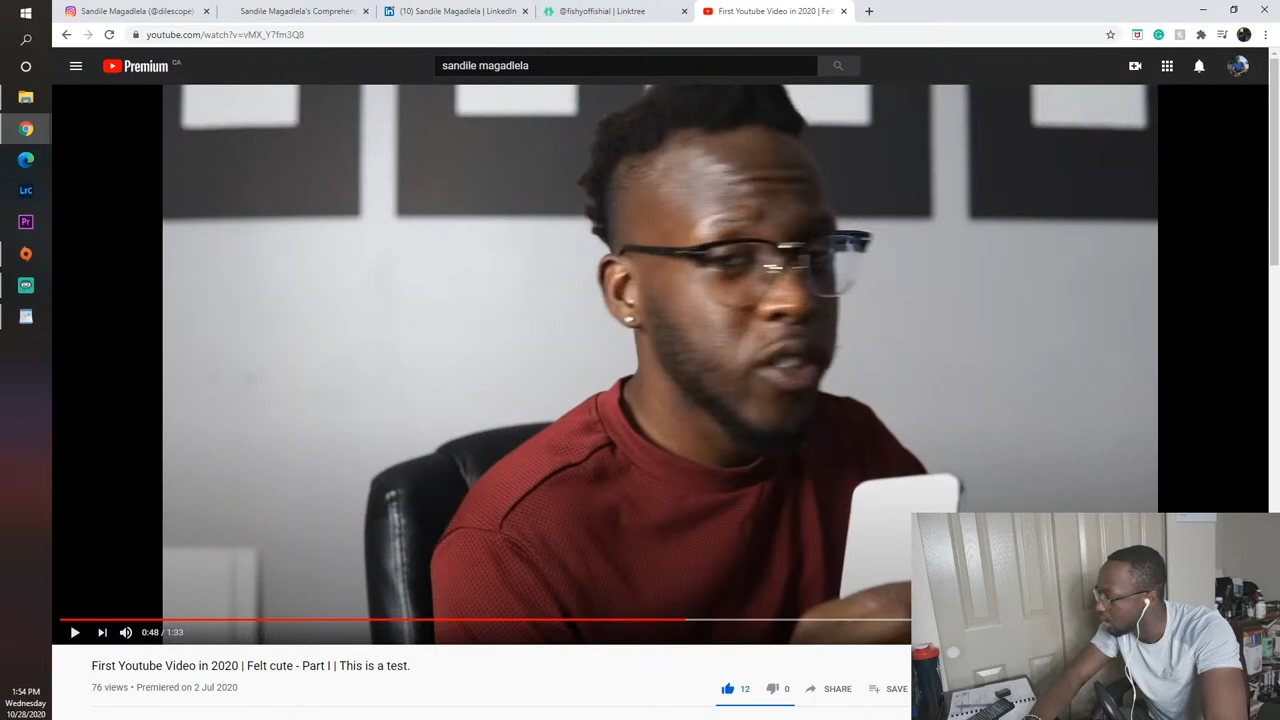 Sandile Magadlela (@dilescope)
Sandile Magadlela's Comprehen
(10) Sandile Magadlela | LinkedIn
@fishyoffishial | Linktree
First Youtube Video in 2020 | Felt
youtube.com/watch?v=vMX_Y7fm3Q8
Premium CA
sandile magadlela
LrC
Pr
0:48 / 1:33
First Youtube Video in 2020 | Felt cute - Part I | This is a test.
76 views • Premiered on 2 Jul 2020
12
0
SHARE
SAVE
1:54 PM
Wednesday
10/28/2020